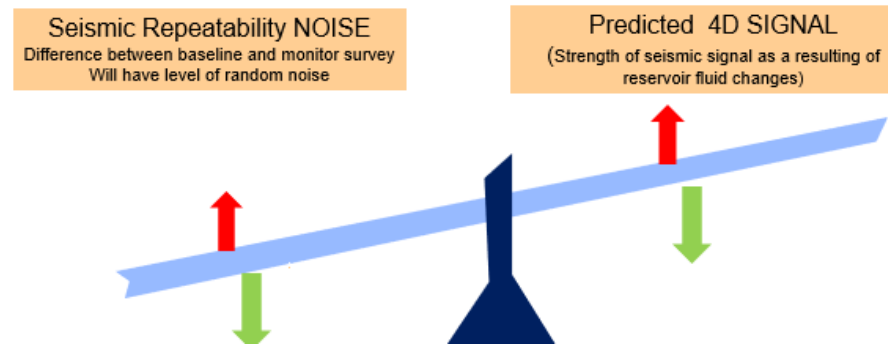 Seismic Repeatability NOISE
Difference between baseline and monitor survey
Will have level of random noise
Predicted 4D SIGNAL
(Strength of seismic signal as a resulting of
reservoir fluid changes)